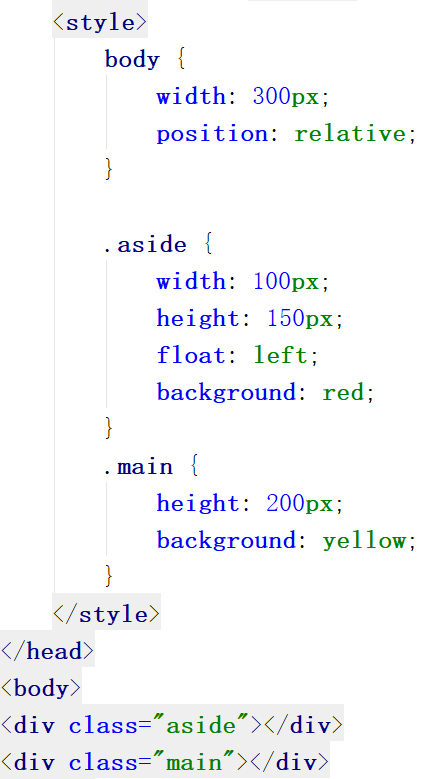 <style>
body {
width: 300px;
position: relative;
}
.aside {
width: 100px;
height: 150px;
float: left;
background: red;
}
.main {
height: 200px;
background: yellow;
}
</style>
</head>
<body>
<div class="aside"></div>
<div class="main"></div>